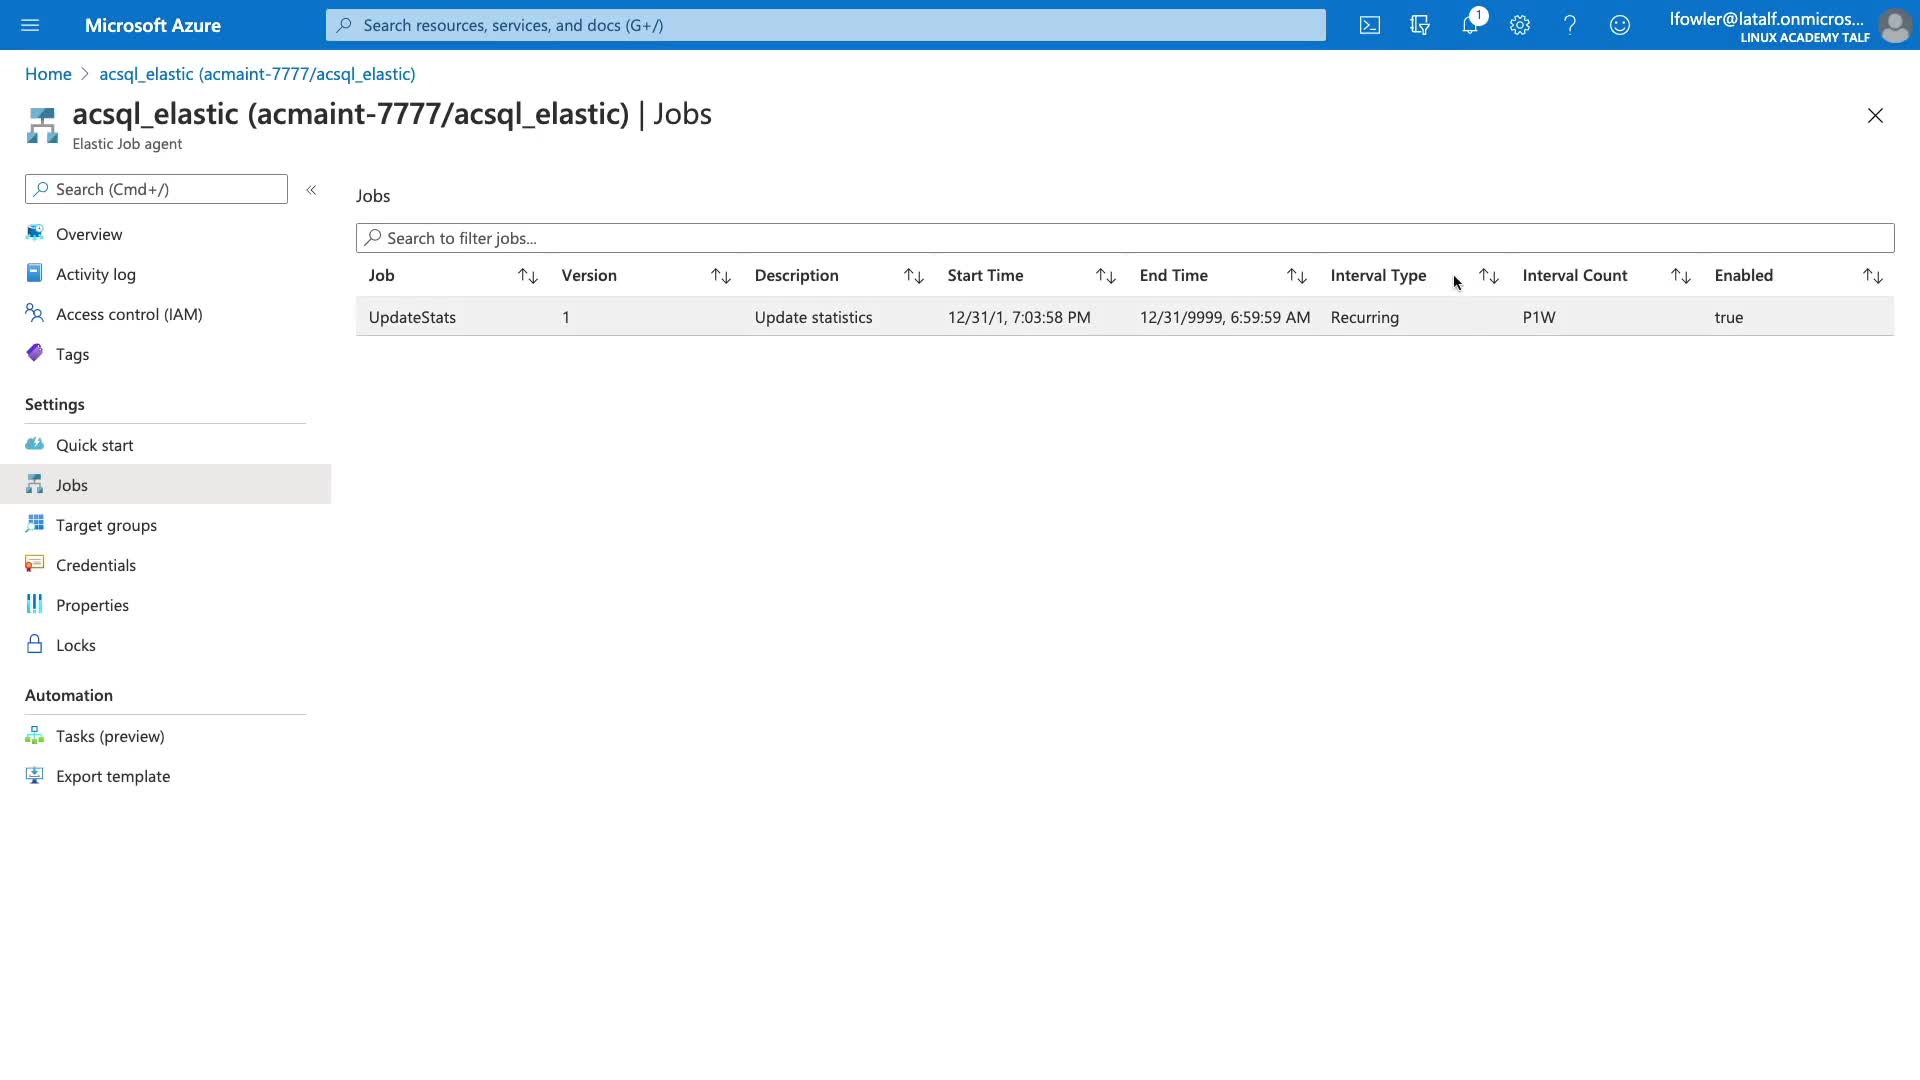 Microsoft Azure
Search resources, services, and docs (G+/)
1
lfowler@latalf.onmicros...
LINUX ACADEMY TALF
Home > acsql_elastic (acmaint-7777/acsql_elastic)
acsql_elastic (acmaint-7777/acsql_elastic) | Jobs
Elastic Job agent
Search (Cmd+/)
«
Overview
Activity log
Access control (IAM)
Tags
Settings
Quick start
Jobs
Target groups
Credentials
Properties
Locks
Automation
Tasks (preview)
Export template
Jobs
Search to filter jobs...
Job Version Description Start Time End Time Interval Type Interval Count Enabled
UpdateStats 1 Update statistics 12/31/1, 7:03:58 PM 12/31/9999, 6:59:59 AM Recurring P1W true